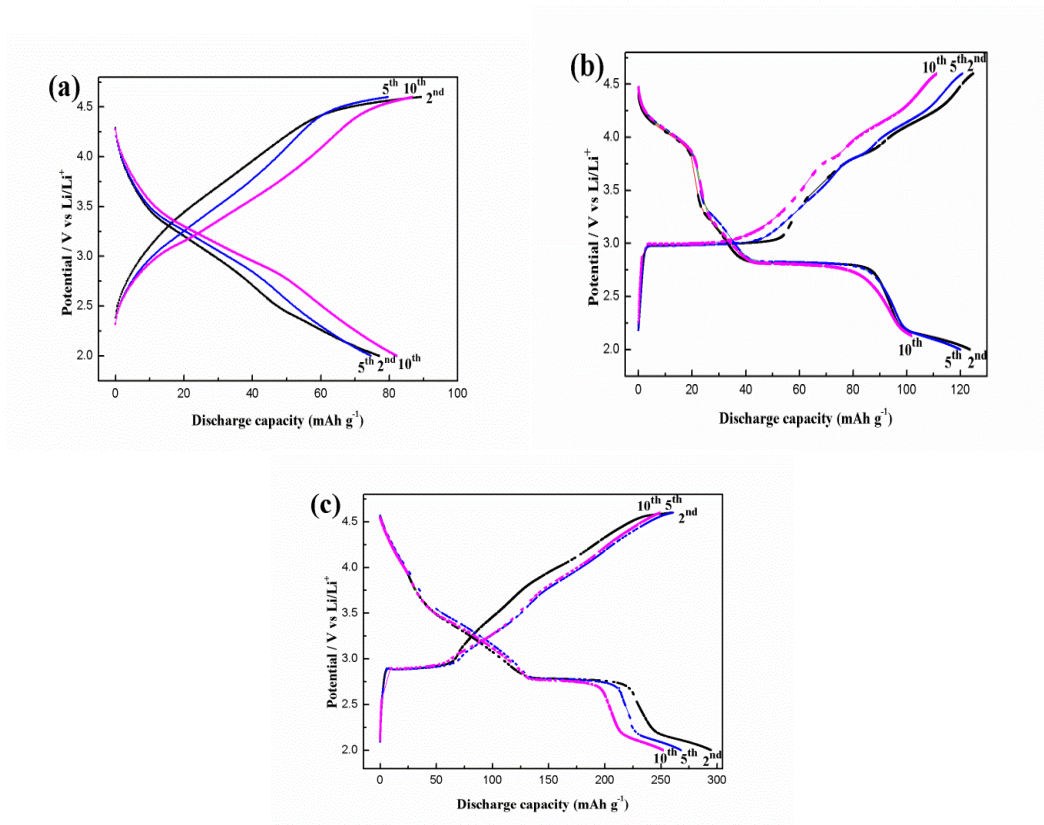 (a)
5th 10th
2nd
4.5
4.0
3.5
3.0
2.5
2.0
Potential / V vs Li/Li+
5th 2nd 10th
0 20 40 60 80 100
Discharge capacity (mAh g-1)
(b)
10th 5th 2nd
4.5
4.0
3.5
3.0
2.5
2.0
Potential / V vs Li/Li+
10th
5th 2nd
0 20 40 60 80 100 120
Discharge capacity (mAh g-1)
(c)
10th 5th
2nd
4.5
4.0
3.5
3.0
2.5
2.0
Potential / V vs Li/Li+
10th 5th 2nd
0 50 100 150 200 250 300
Discharge capacity (mAh g-1)